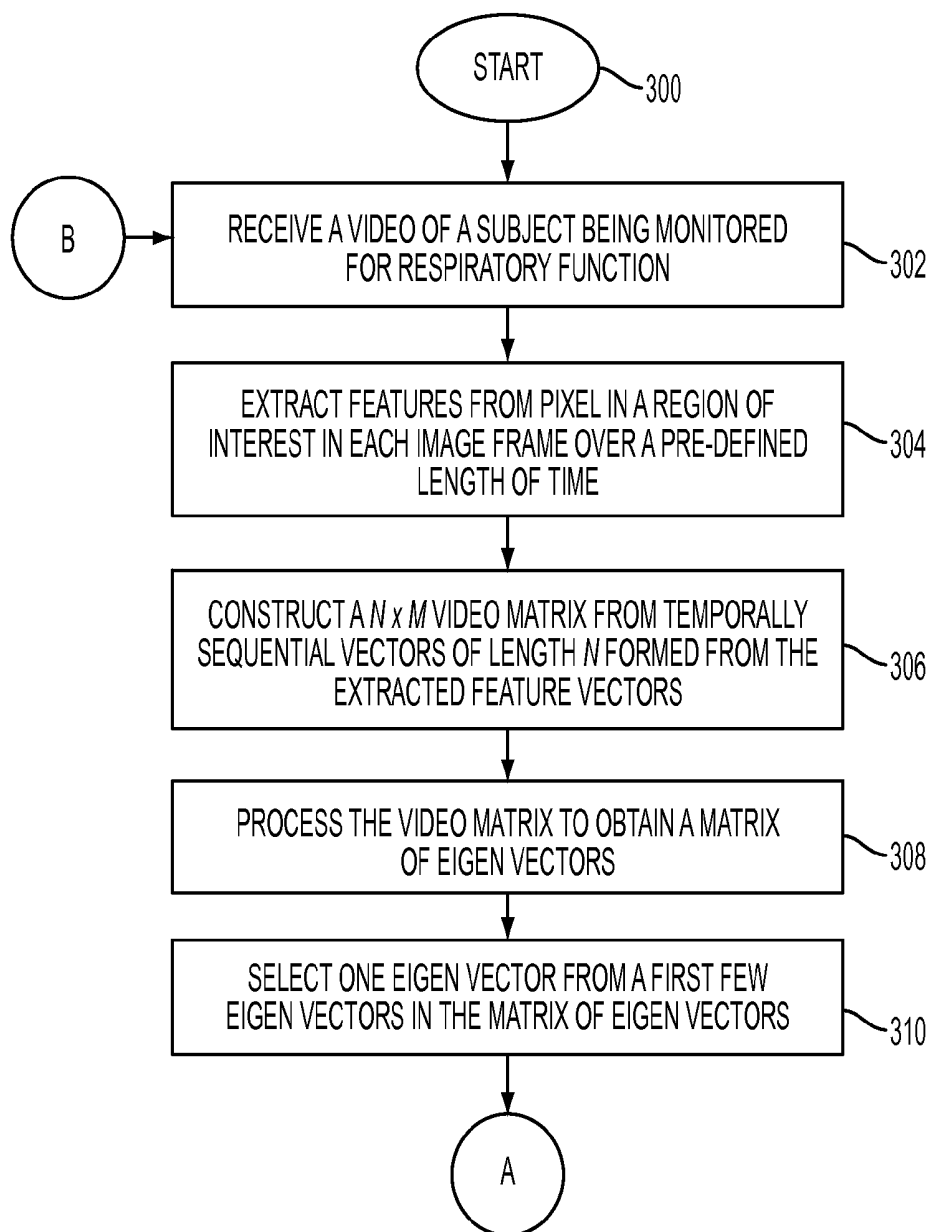 START
300
B
RECEIVE A VIDEO OF A SUBJECT BEING MONITORED
FOR RESPIRATORY FUNCTION
302
EXTRACT FEATURES FROM PIXEL IN A REGION OF
INTEREST IN EACH IMAGE FRAME OVER A PRE-DEFINED
LENGTH OF TIME
304
CONSTRUCT A N x M VIDEO MATRIX FROM TEMPORALLY
SEQUENTIAL VECTORS OF LENGTH N FORMED FROM THE
EXTRACTED FEATURE VECTORS
306
PROCESS THE VIDEO MATRIX TO OBTAIN A MATRIX
OF EIGEN VECTORS
308
SELECT ONE EIGEN VECTOR FROM A FIRST FEW
EIGEN VECTORS IN THE MATRIX OF EIGEN VECTORS
310
A